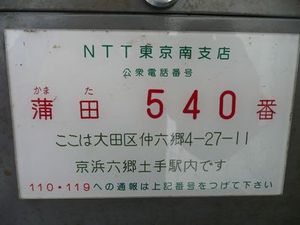 NTT東京南支店
公衆電話番号
かまた
蒲田 540番
ここは大田区仲六郷4-27-11
京浜六郷土手駅内です
110・119への通報は上記番号をつげて下さい